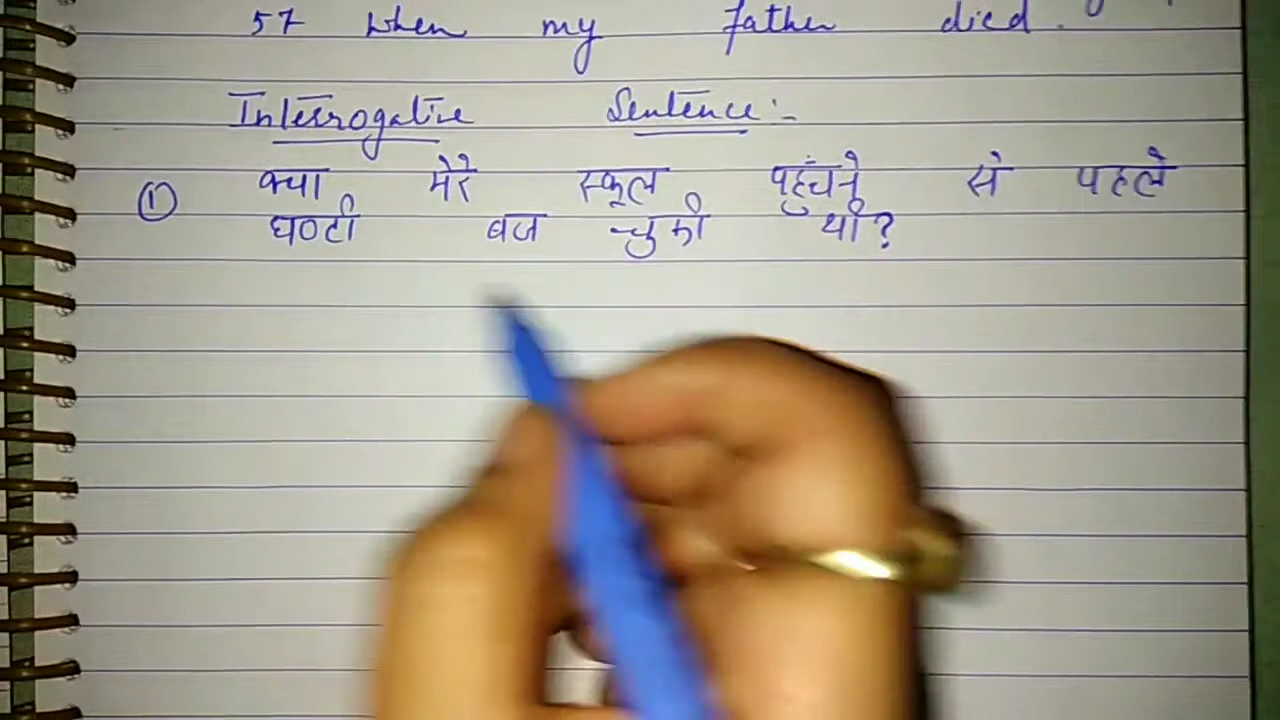 57 when my father died.
Interrogative Sentence:-
① क्या मेरे स्कूल पहुंचने से पहले
घण्टी बज चुकी थी?